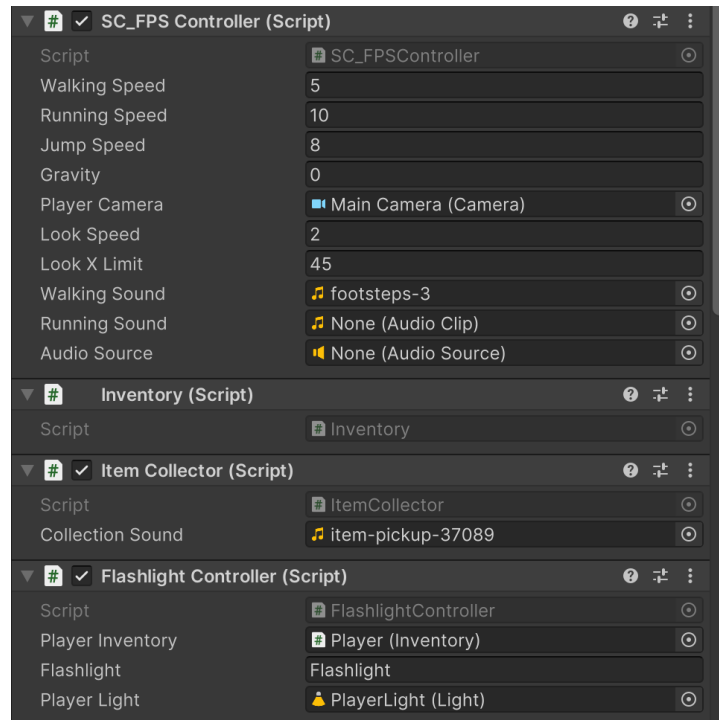 SC_FPS Controller (Script)
Script SC_FPSController
Walking Speed 5
Running Speed 10
Jump Speed 8
Gravity 0
Player Camera Main Camera (Camera)
Look Speed 2
Look X Limit 45
Walking Sound footsteps-3
Running Sound None (Audio Clip)
Audio Source None (Audio Source)
Inventory (Script)
Script Inventory
Item Collector (Script)
Script ItemCollector
Collection Sound item-pickup-37089
Flashlight Controller (Script)
Script FlashlightController
Player Inventory Player (Inventory)
Flashlight Flashlight
Player Light PlayerLight (Light)